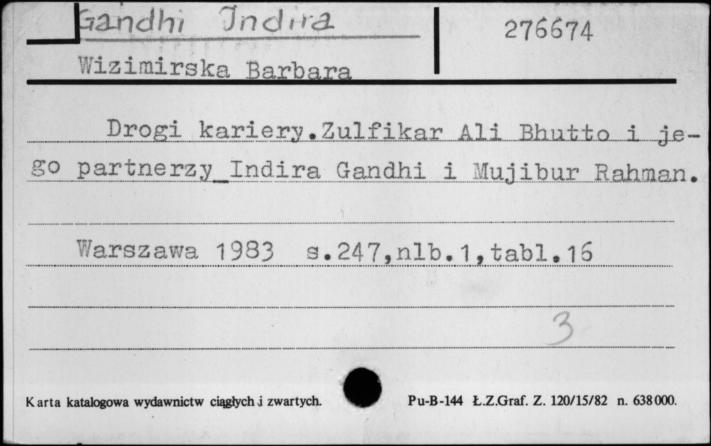 Gandhi Indira
276674
Wizimirska Barbara
Drogi kariery.Zulfikar Ali Bhutto i je-
go partnerzy_Indira Gandhi i Mujibur Rahman.
Warszawa 1983 s.247,nlb.1,tabl.16
3
Karta katalogowa wydawnictw ciągłych i zwartych.
Pu-B-144 Ł.Z.Graf. Z. 120/15/82 n. 638000.